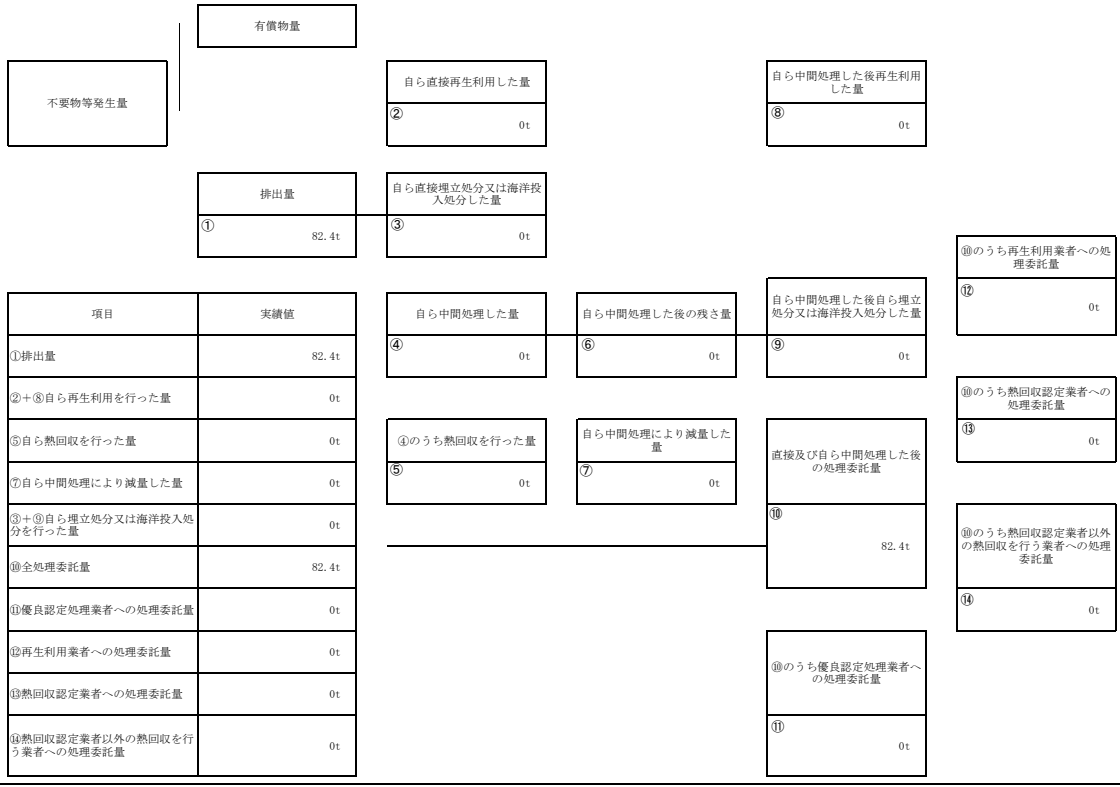 有償物量
不要物等発生量
自ら直接再生利用した量
②
0t
自ら中間処理した後再生利用
した量
⑧
0t
排出量
①
82.4t
自ら直接埋立処分又は海洋投
入処分した量
③
0t
⑩のうち再生利用業者への処
理委託量
⑫
0t
項目
実績値
①排出量
82.4t
②＋⑧自ら再生利用を行った量
0t
⑤自ら熱回収を行った量
0t
⑦自ら中間処理により減量した量
0t
③＋⑨自ら埋立処分又は海洋投入処
分を行った量
0t
⑩全処理委託量
82.4t
⑪優良認定処理業者への処理委託量
0t
⑫再生利用業者への処理委託量
0t
⑬熱回収認定業者への処理委託量
0t
⑭熱回収認定業者以外の熱回収を行
う業者への処理委託量
0t
自ら中間処理した量
④
0t
自ら中間処理した後の残さ量
⑥
0t
自ら中間処理した後自ら埋立
処分又は海洋投入処分した量
⑨
0t
⑩のうち熱回収認定業者への
処理委託量
⑬
0t
④のうち熱回収を行った量
⑤
0t
自ら中間処理により減量した
量
⑦
0t
直接及び自ら中間処理した後
の処理委託量
⑩
82.4t
⑩のうち熱回収認定業者以外
の熱回収を行う業者への処理
委託量
⑭
0t
⑩のうち優良認定処理業者へ
の処理委託量
⑪
0t